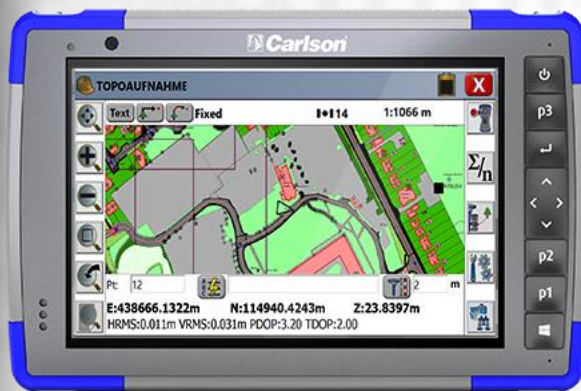 Carlson
TOPOAUFNAHME X
Text Fixed 14 1:1066 m
Σ/n
Pt: 12 2 m
E:438666.1322m N:114940.4243m Z:23.8397m
HRMS:0.011m VRMS:0.031m PDOP:3.20 TDOP:2.00
p3
p2
p1